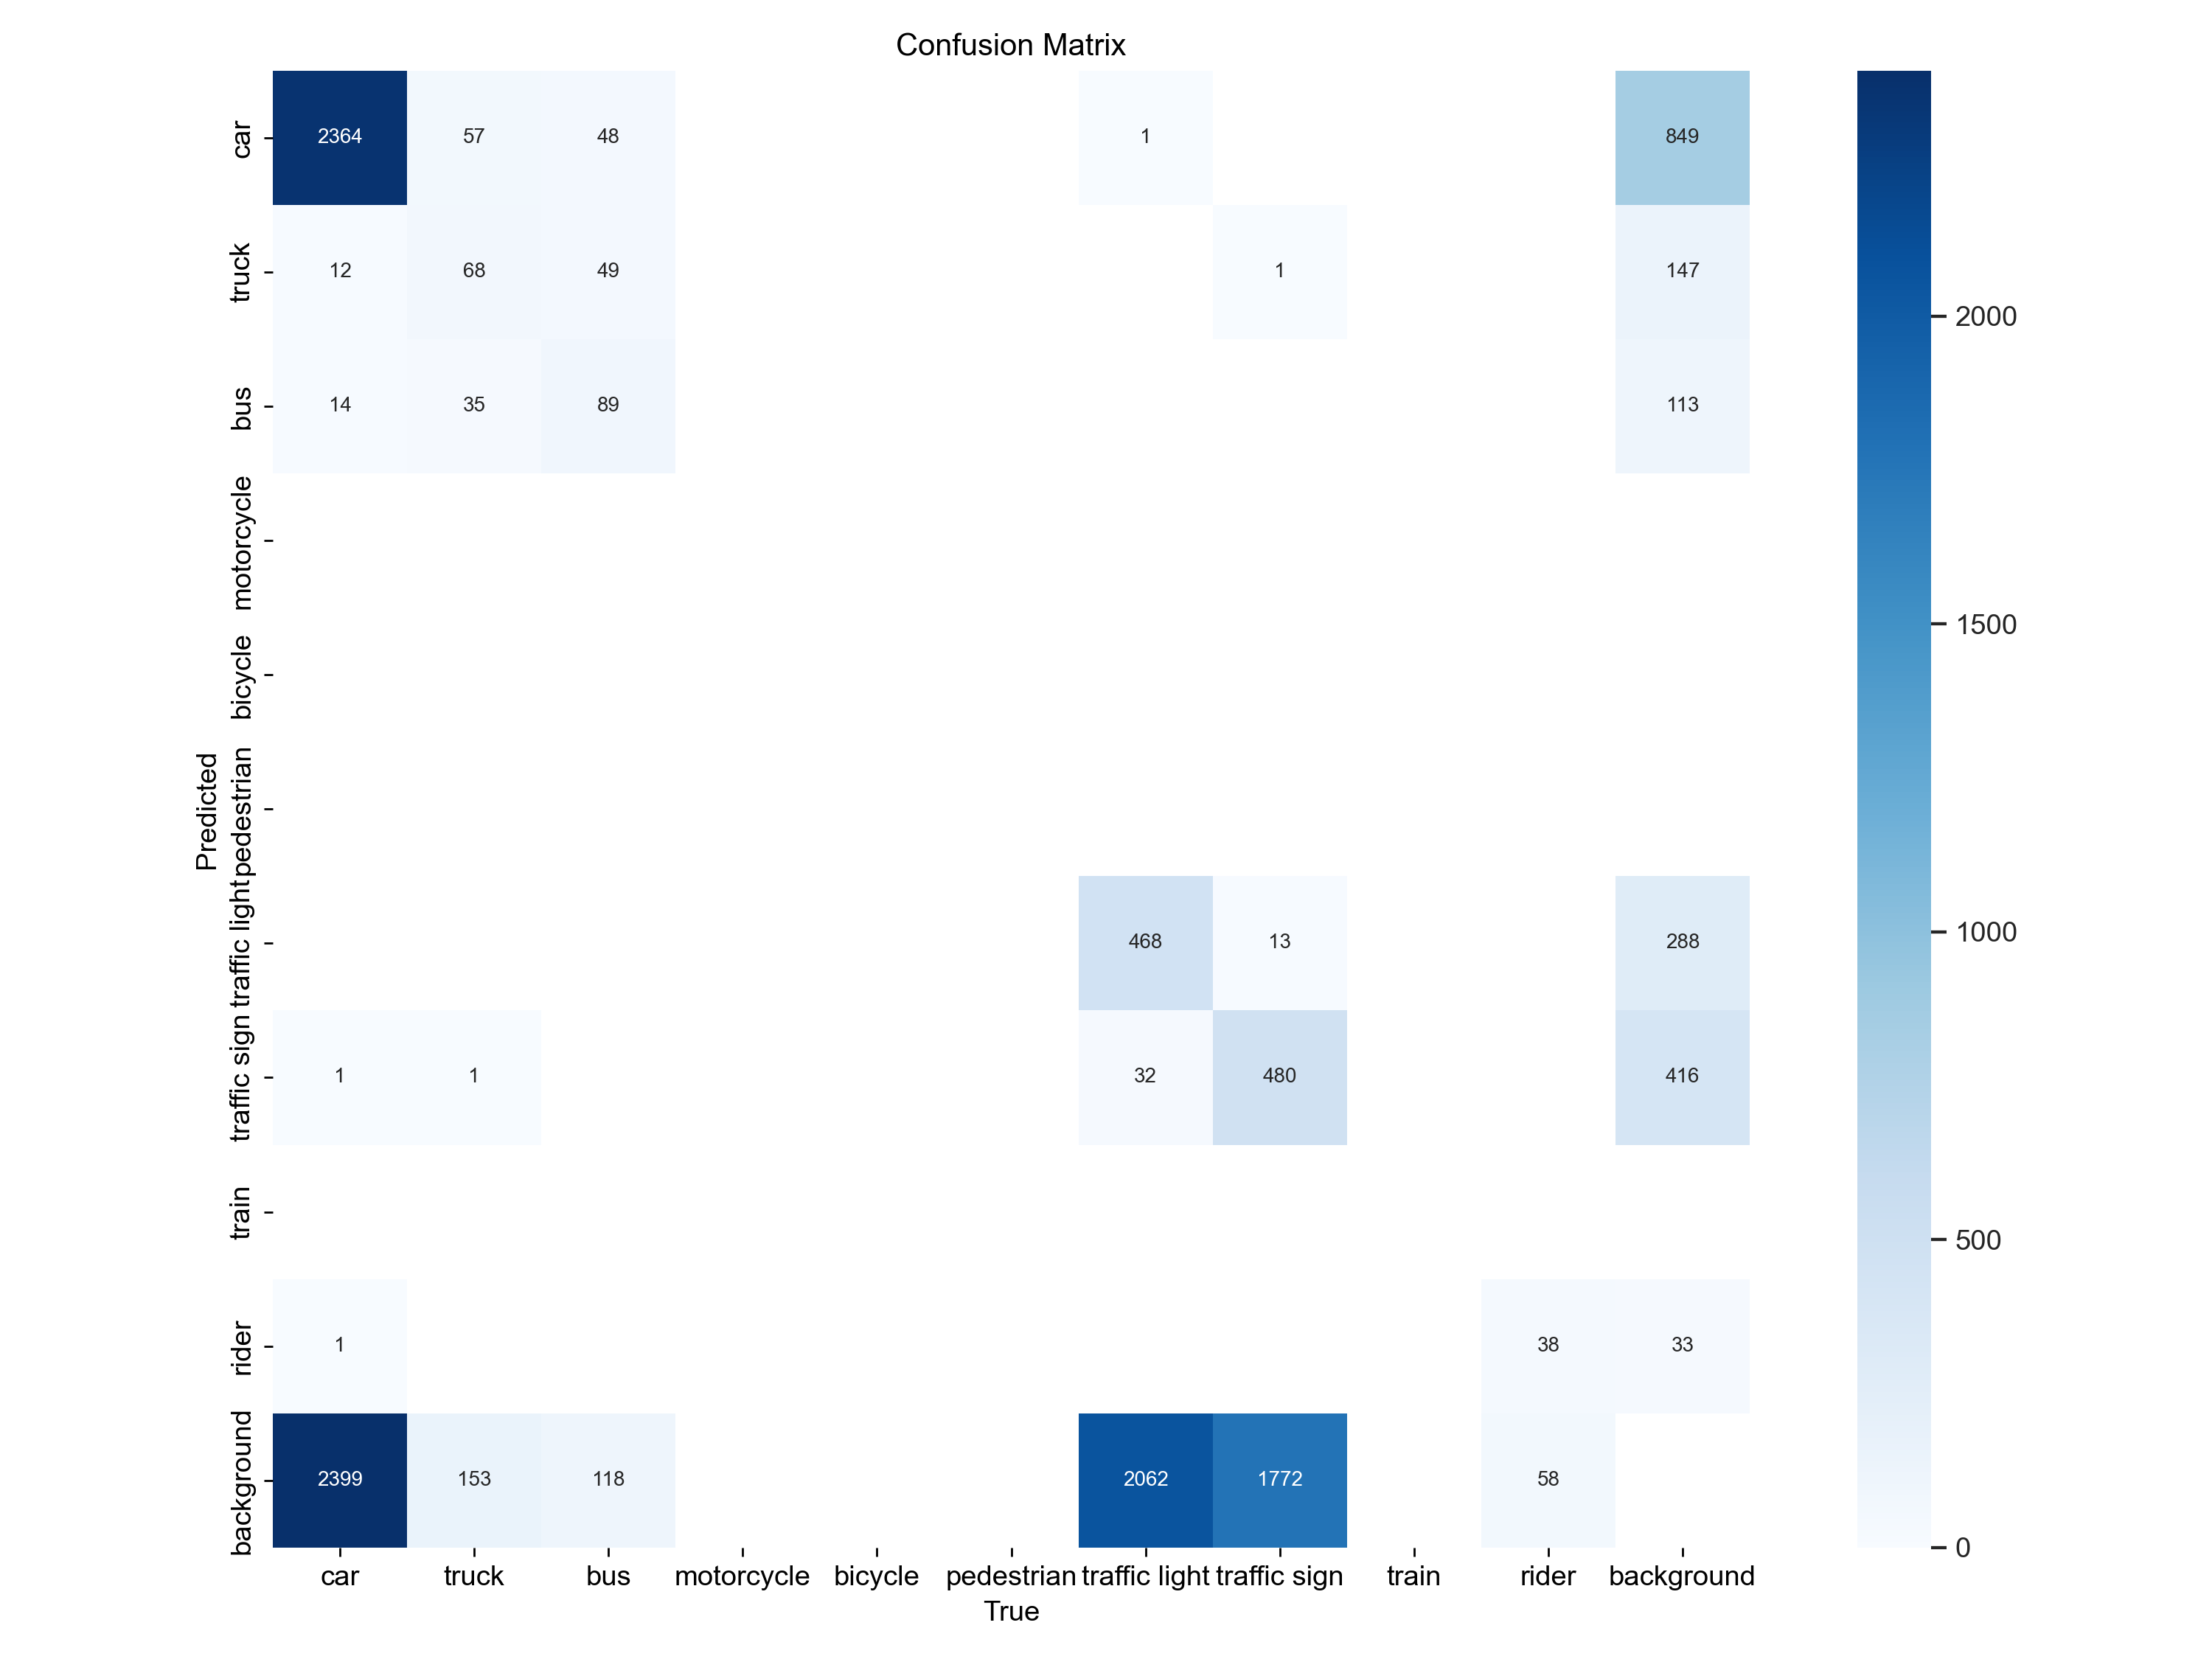 Confusion Matrix
car 2364 57 48 1 849
truck 12 68 49 1 147
bus 14 35 89 113
motorcycle
bicycle
pedestrian
traffic light 468 13 288
traffic sign 1 1 32 480 416
train
rider 1 38 33
background 2399 153 118 2062 1772 58
Predicted
car truck bus motorcycle bicycle pedestrian traffic light traffic sign train rider background
True
2000
1500
1000
500
0